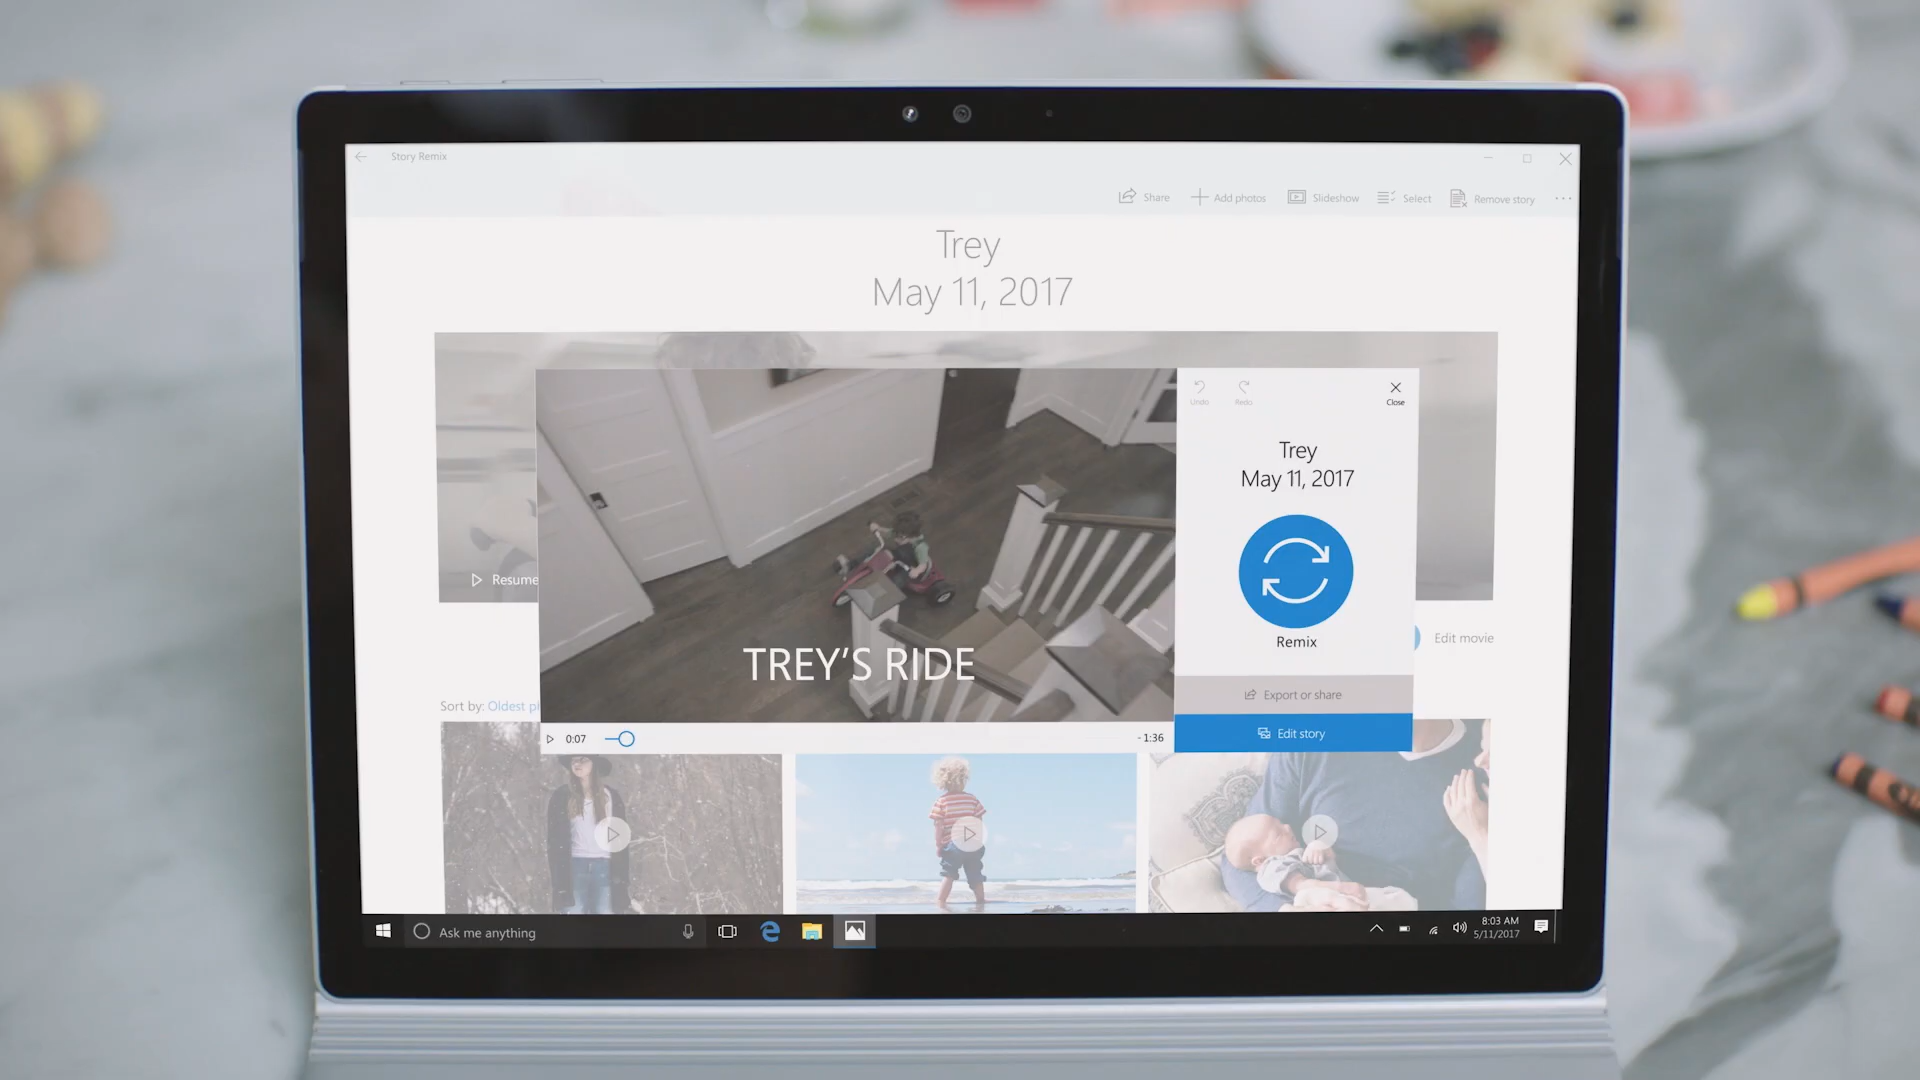 Story Remix
Share
Add photos
Slideshow
Select
Remove story
Trey
May 11, 2017
Undo
Redo
Close
Trey
May 11, 2017
Resume
Remix
Edit movie
TREY'S RIDE
Export or share
Sort by: Oldest
0:07
- 1:36
Edit story
Ask me anything
8:03 AM
5/11/2017